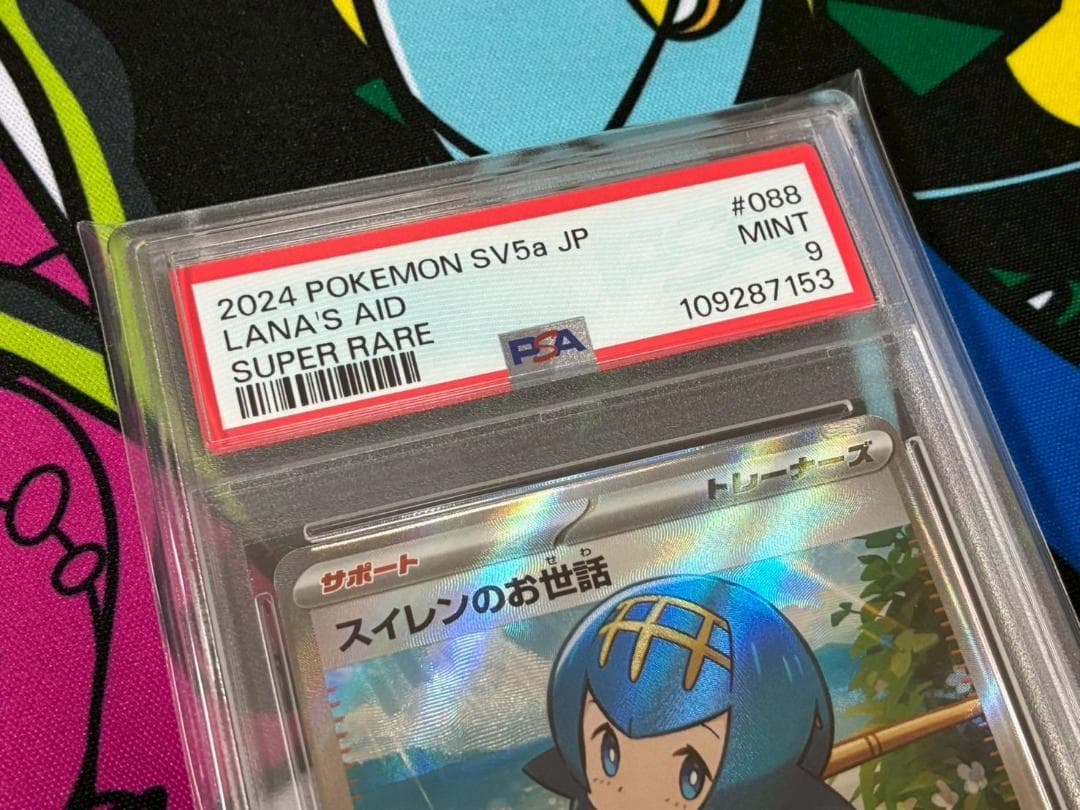 2024 POKEMON SV5a JP
LANA'S AID
SUPER RARE
#088
MINT
9
109287153
PSA
サポート
トレーナーズ
スイレンのお世話
せわ